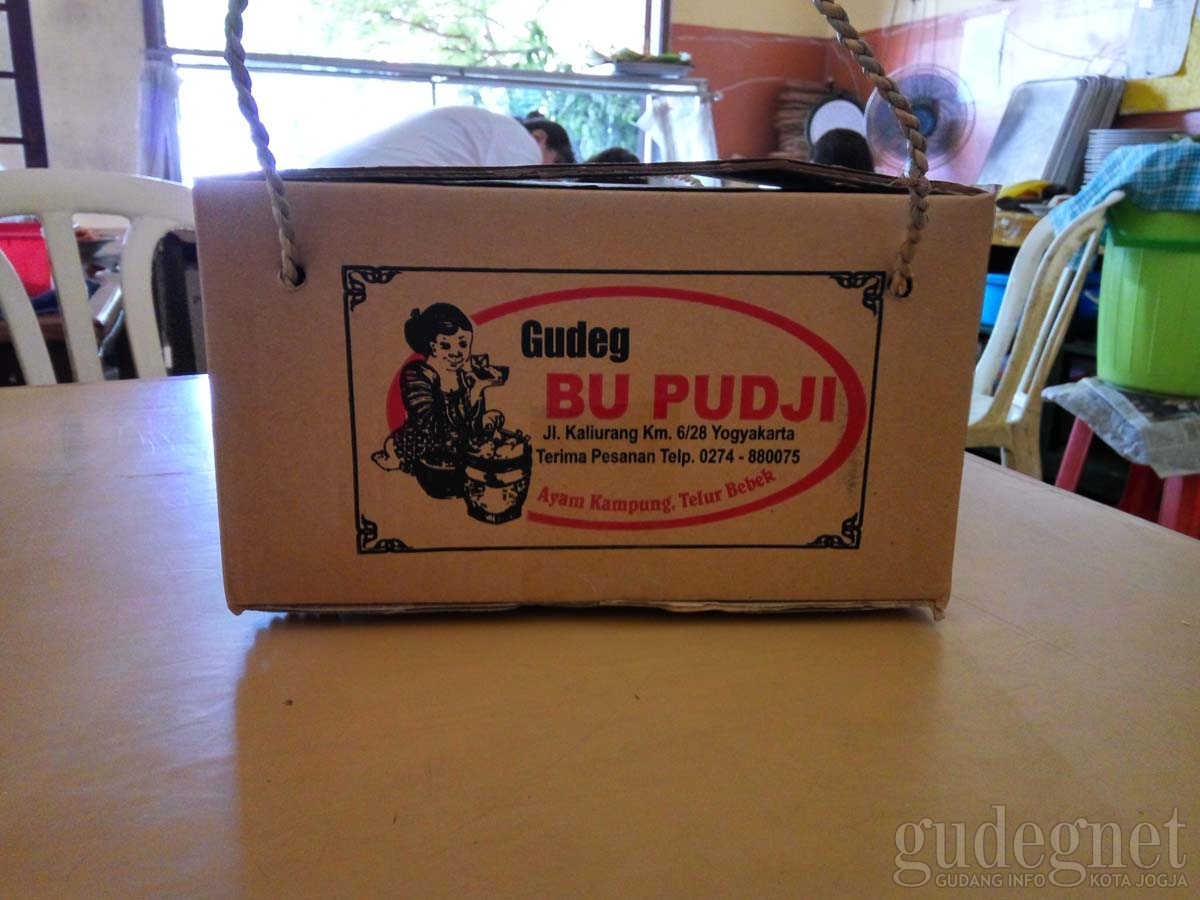 Gudeg
BU PUDJI
Jl. Kaliurang Km. 6/28 Yogyakarta
Terima Pesanan Telp. 0274 - 880075
Ayam Kampung, Telur Bebek
gudegnet
GUDANG INFO KOTA JOGJA